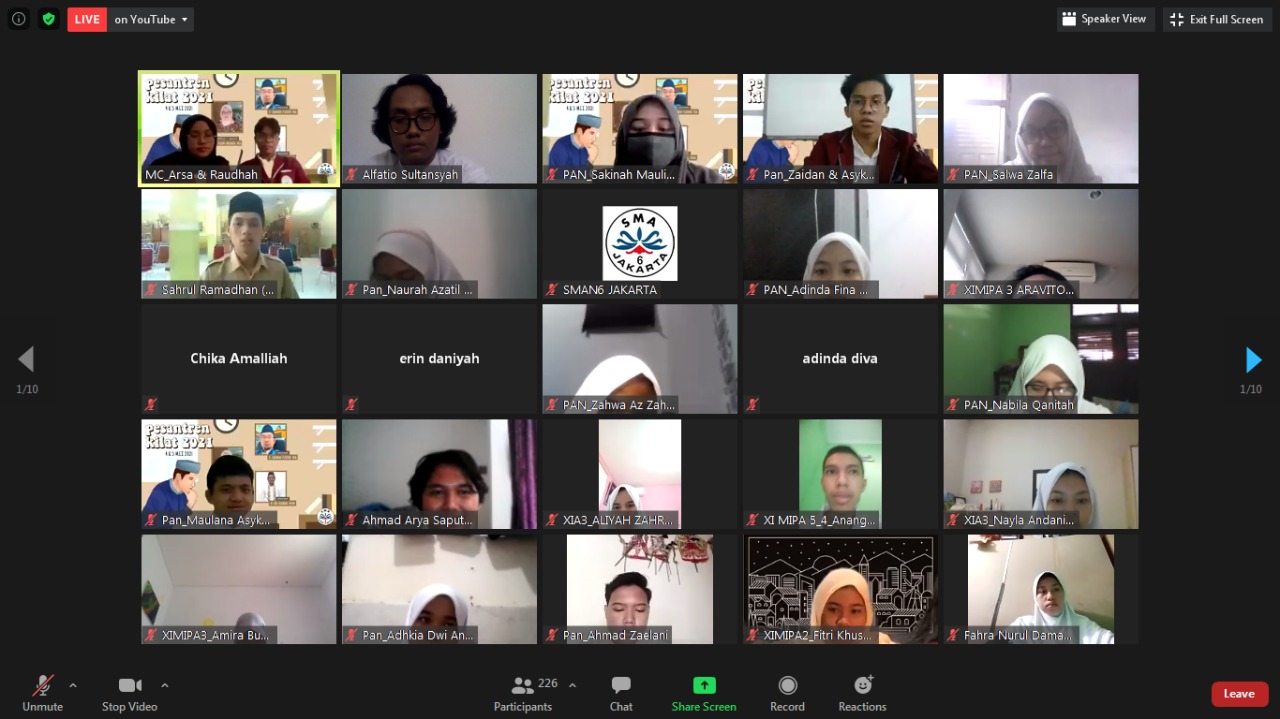 LIVE on YouTube
Speaker View
Exit Full Screen
Pesantren
kilat 2021
MC_Arsa & Raudhah
Alfatio Sultansyah
Pesantren
kilat 2021
PAN_Sakinah Mauli...
Pan_Zaidan & Asyk...
PAN_Salwa Zalfa
Sahrul Ramadhan (...
Pan_Naurah Azatil ...
SMA
6
JAKARTA
SMAN6 JAKARTA
PAN_Adinda Fina ...
XIMIPA 3 ARAVITO...
Chika Amalliah
erin daniyah
PAN_Zahwa Az Zah...
adinda diva
PAN_Nabila Qanitah
1/10
1/10
Pesantren
kilat 2021
Pan_Maulana Asyk...
Ahmad Arya Saput...
XIA3_ALIYAH ZAHR...
XI MIPA 5_4_Anang...
XIA3_Nayla Andani...
XIMIPA3_Amira Bu...
Pan_Adhkia Dwi An...
Pan_Ahmad Zaelani
XIMIPA2_Fitri Khus...
Fahra Nurul Dama...
Unmute
Stop Video
226
Participants
Chat
Share Screen
Record
Reactions
Leave